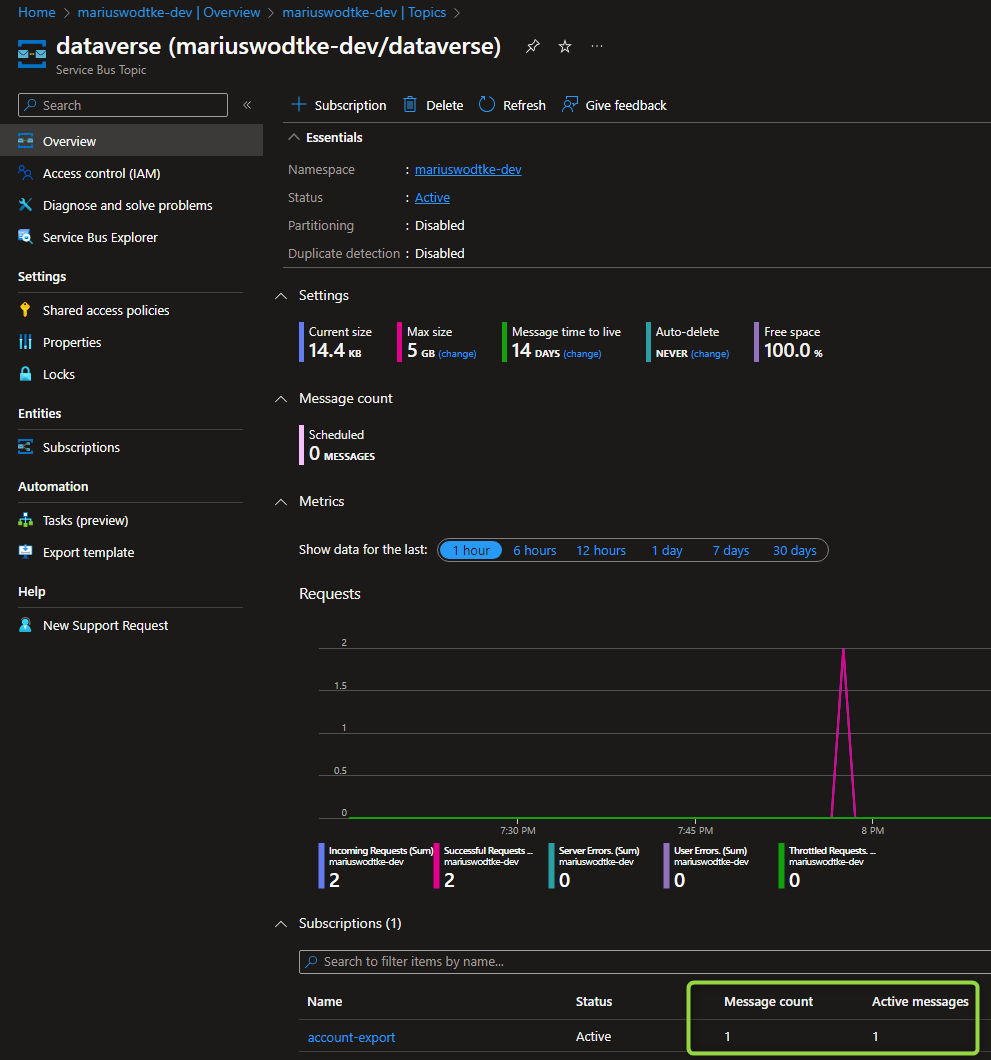 Home > mariuswodtke-dev | Overview > mariuswodtke-dev | Topics >
dataverse (mariuswodtke-dev/dataverse)
Service Bus Topic
Search
Overview
Access control (IAM)
Diagnose and solve problems
Service Bus Explorer
Settings
Shared access policies
Properties
Locks
Entities
Subscriptions
Automation
Tasks (preview)
Export template
Help
New Support Request
Subscription Delete Refresh Give feedback
Essentials
Namespace : mariuswodtke-dev
Status : Active
Partitioning : Disabled
Duplicate detection : Disabled
Settings
Current size Max size Message time to live Auto-delete Free space
14.4 KB 5 GB (change) 14 DAYS (change) NEVER (change) 100.0 %
Message count
Scheduled
0 MESSAGES
Metrics
Show data for the last: 1 hour 6 hours 12 hours 1 day 7 days 30 days
Requests
2
1.5
1
0.5
0
7:30 PM 7:45 PM 8 PM
Incoming Requests (Sum) Successful Requests ... Server Errors. (Sum) User Errors. (Sum) Throttled Requests. ...
mariuswodtke-dev mariuswodtke-dev mariuswodtke-dev mariuswodtke-dev mariuswodtke-dev
2 2 0 0 0
Subscriptions (1)
Search to filter items by name...
Name Status Message count Active messages
account-export Active 1 1